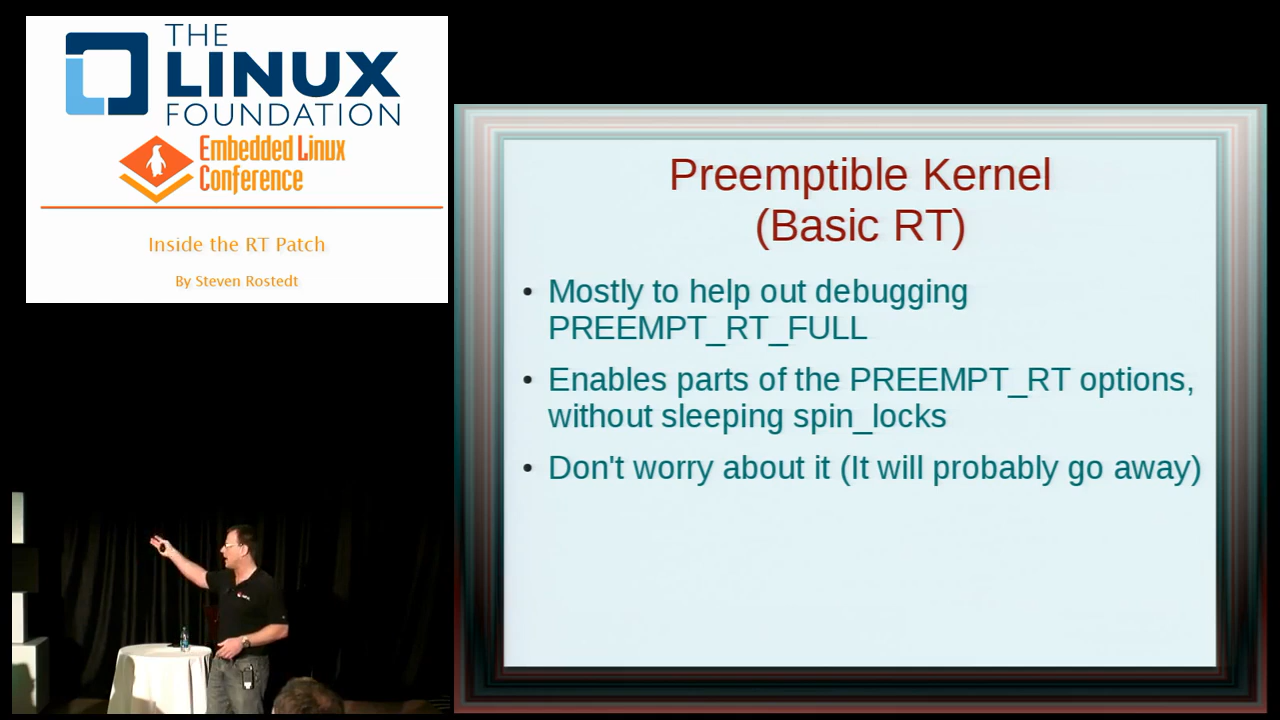 THE
LINUX
FOUNDATION
Embedded Linux
Conference
Inside the RT Patch
By Steven Rostedt
Preemptible Kernel
(Basic RT)
• Mostly to help out debugging
PREEMPT_RT_FULL
• Enables parts of the PREEMPT_RT options,
without sleeping spin_locks
• Don't worry about it (It will probably go away)